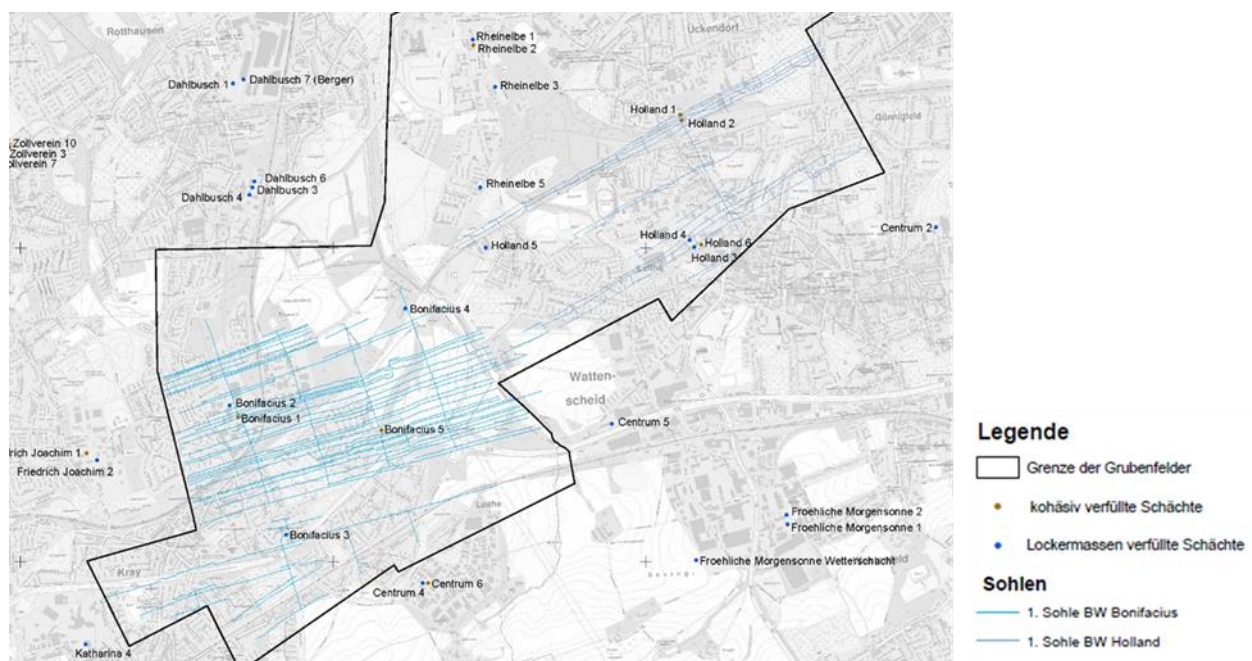 Rotthausen
Ückendorf
Rheinelbe 1
Rheinelbe 2
Dahlbusch 7 (Berger)
Dahlbusch 1
Rheinelbe 3
Holland 1
Holland 2
Günnigfeld
Zollverein 10
Zollverein 3
ollverein 7
Dahlbusch 6
Dahlbusch 3
Dahlbusch 4
Rheinelbe 5
Centrum 2
Holland 4
Holland 6
Holland 5
Holland 3
Bonifacius 4
Watten-
scheid
Bonifacius 2
Bonifacius 1
Centrum 5
Bonifacius 5
drich Joachim 1
Friedrich Joachim 2
Leithe
Froehliche Morgensonne 2
Froehliche Morgensonne 1
Bonifacius 3
Froehliche Morgensonne Wetterschacht
Kray
Centrum 6
Centrum 4
Katharina 4
Legende
Grenze der Grubenfelder
kohäsiv verfüllte Schächte
Lockermassen verfüllte Schächte
Sohlen
1. Sohle BW Bonifacius
1. Sohle BW Holland